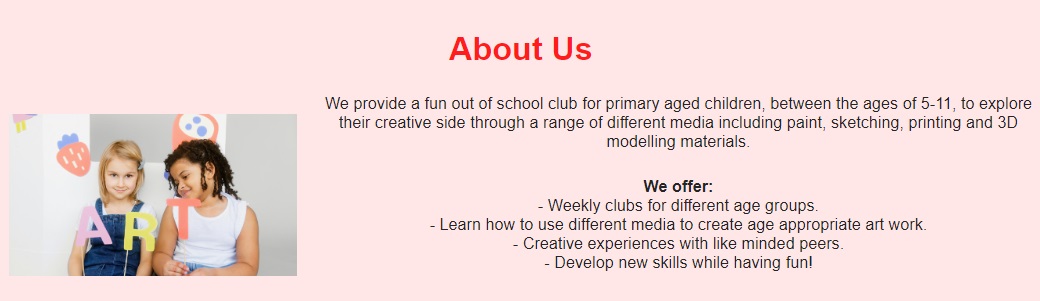 About Us
We provide a fun out of school club for primary aged children, between the ages of 5-11, to explore
their creative side through a range of different media including paint, sketching, printing and 3D
modelling materials.
ART
We offer:
- Weekly clubs for different age groups.
- Learn how to use different media to create age appropriate art work.
- Creative experiences with like minded peers.
- Develop new skills while having fun!